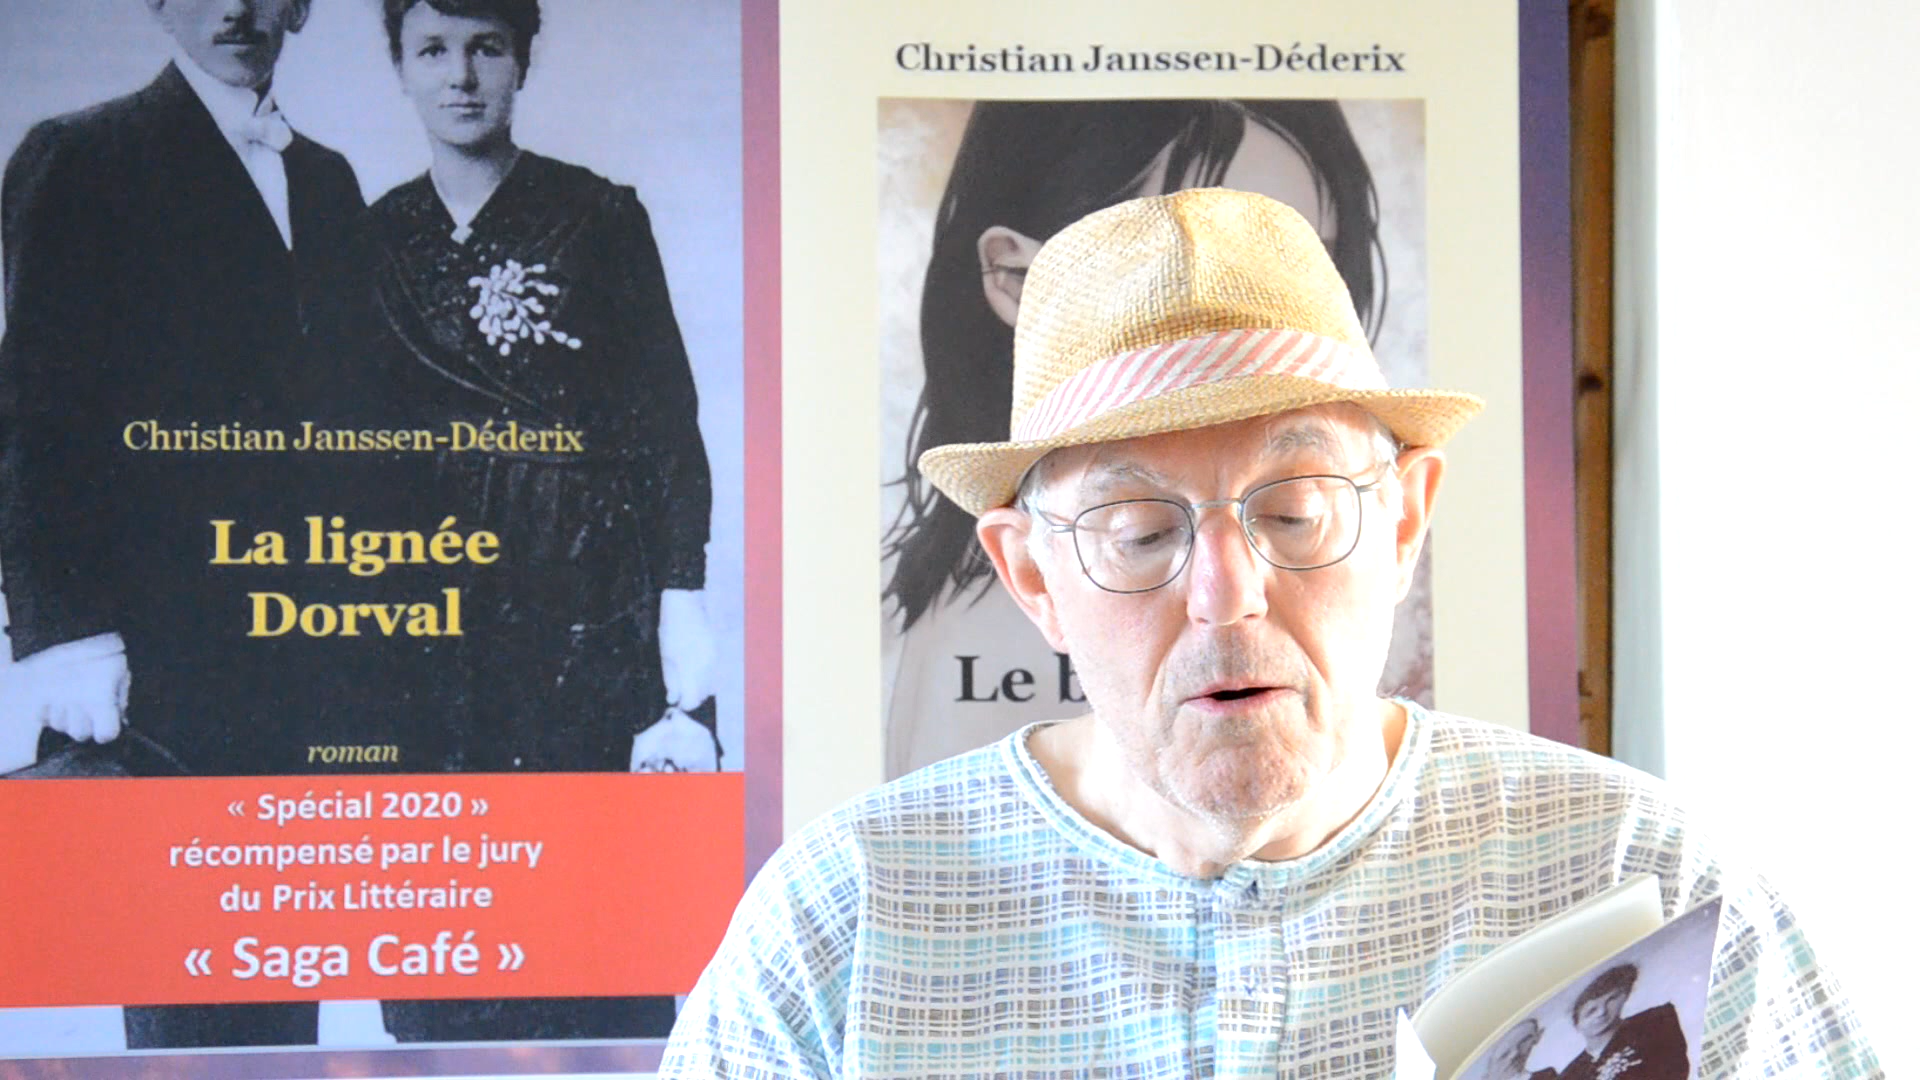 Christian Janssen-Déderix
La lignée
Dorval
roman
« Spécial 2020 »
récompensé par le jury
du Prix Littéraire
« Saga Café »
Christian Janssen-Déderix
Le